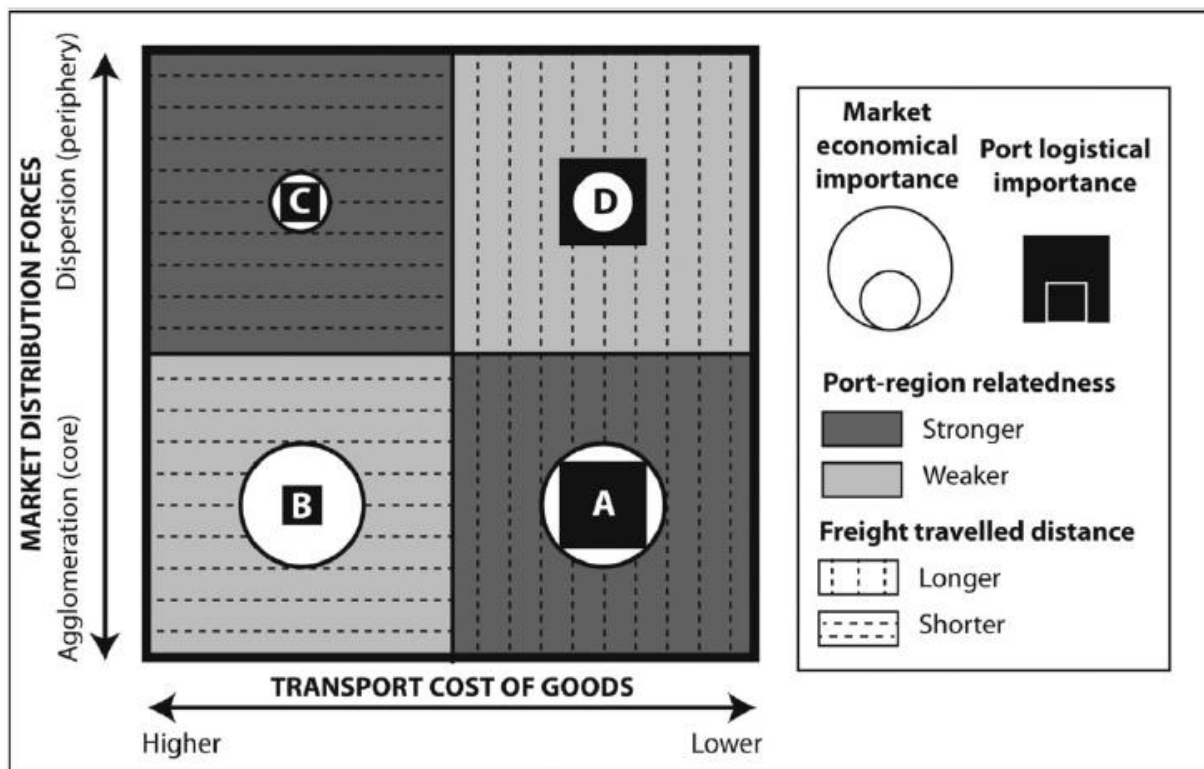 MARKET DISTRIBUTION FORCES
Dispersion (periphery)
Agglomeration (core)
C
D
B
A
TRANSPORT COST OF GOODS
Higher
Lower
Market
economical
importance
Port logistical
importance
Port-region relatedness
Stronger
Weaker
Freight travelled distance
Longer
Shorter